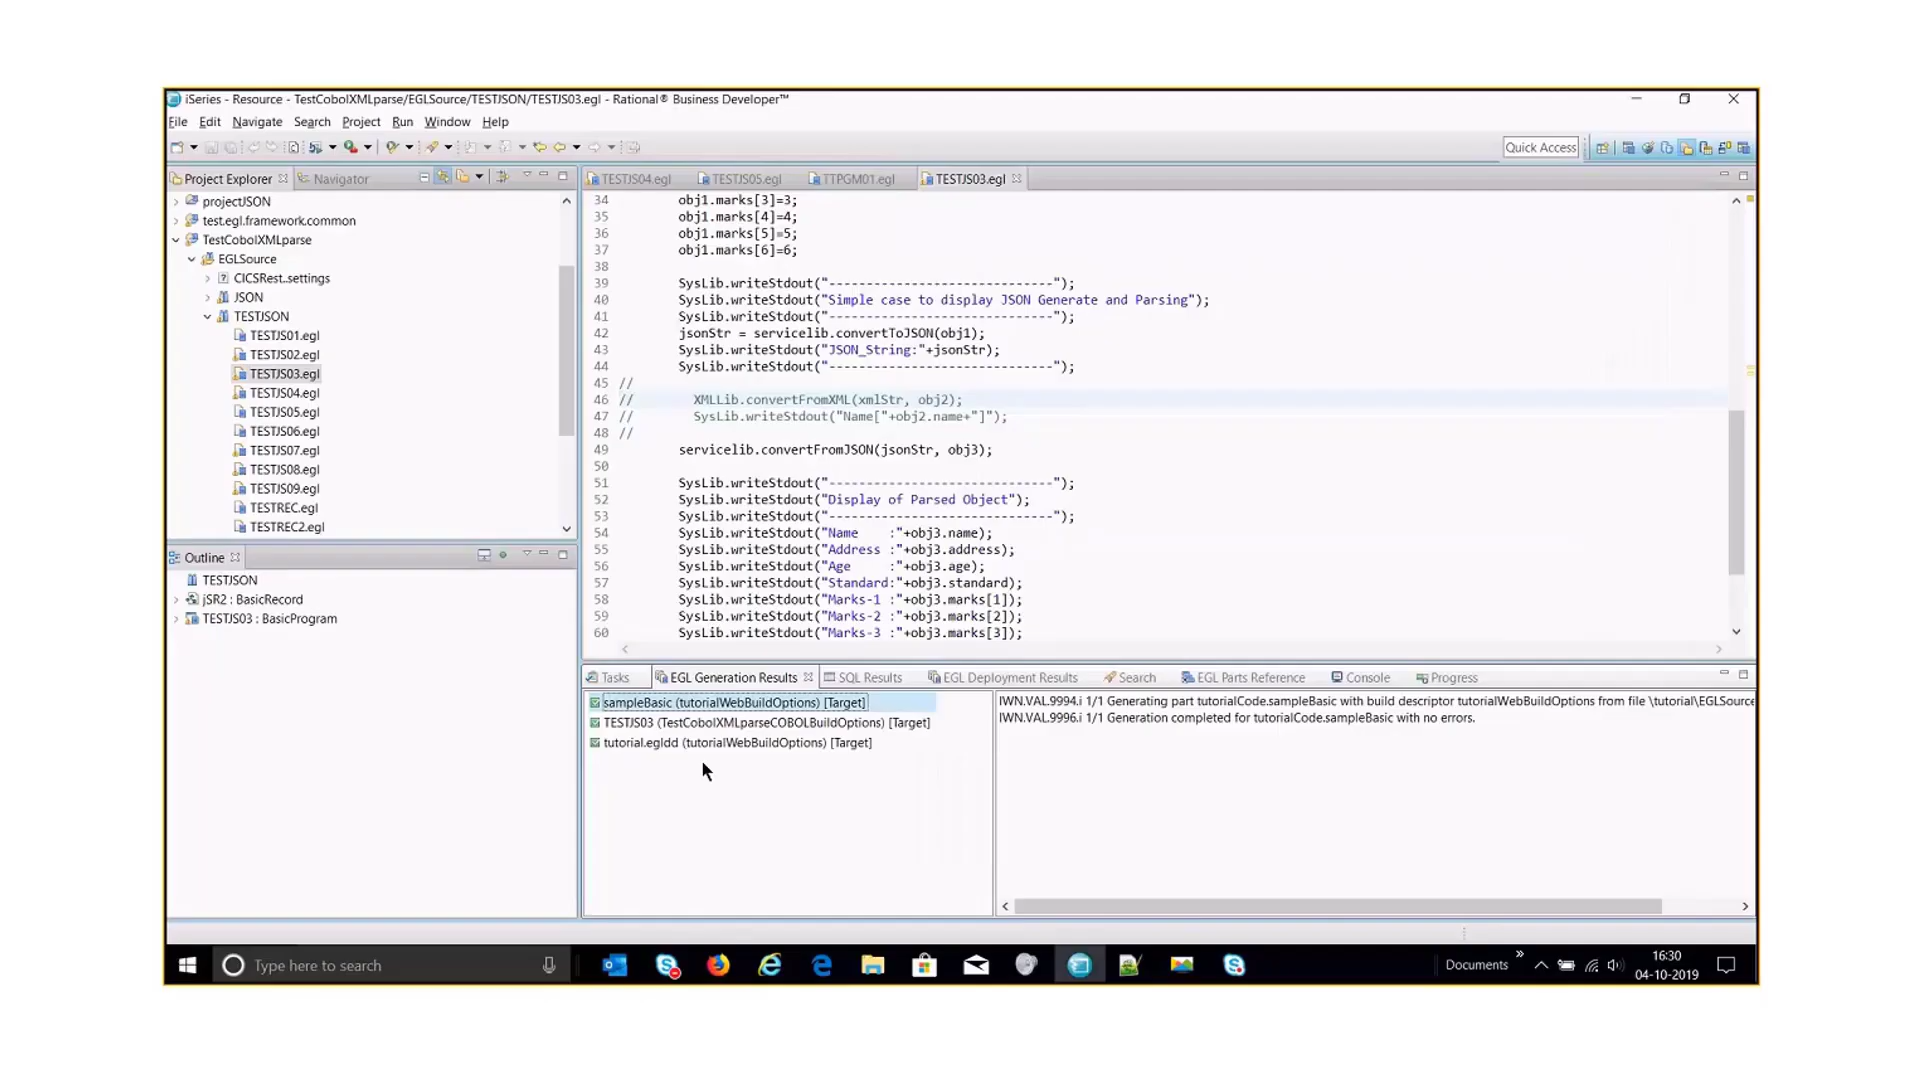 iSeries - Resource - TestCobolXMLparse/EGLSource/TESTJSON/TESTJS03.egl - Rational® Business Developer™
File Edit Navigate Search Project Run Window Help
Quick Access
Project Explorer Navigator
projectJSON
test.egl.framework.common
TestCobolXMLparse
EGLSource
CICSRest..settings
JSON
TESTJSON
TESTJS01.egl
TESTJS02.egl
TESTJS03.egl
TESTJS04.egl
TESTJS05.egl
TESTJS06.egl
TESTJS07.egl
TESTJS08.egl
TESTJS09.egl
TESTREC.egl
TESTREC2.egl
Outline
TESTJSON
jSR2 : BasicRecord
TESTJS03 : BasicProgram
TESTJS04.egl TESTJS05.egl TTPGM01.egl TESTJS03.egl
34 obj1.marks[3]=3;
35 obj1.marks[4]=4;
36 obj1.marks[5]=5;
37 obj1.marks[6]=6;
38
39 SysLib.writeStdout("------------------------------");
40 SysLib.writeStdout("Simple case to display JSON Generate and Parsing");
41 SysLib.writeStdout("------------------------------");
42 jsonStr = servicelib.convertToJSON(obj1);
43 SysLib.writeStdout("JSON_String:"+jsonStr);
44 SysLib.writeStdout("------------------------------");
45 //
46 // XMLLib.convertFromXML(xmlStr, obj2);
47 // SysLib.writeStdout("Name["+obj2.name+"]");
48 //
49 servicelib.convertFromJSON(jsonStr, obj3);
50
51 SysLib.writeStdout("------------------------------");
52 SysLib.writeStdout("Display of Parsed Object");
53 SysLib.writeStdout("------------------------------");
54 SysLib.writeStdout("Name    :"+obj3.name);
55 SysLib.writeStdout("Address :"+obj3.address);
56 SysLib.writeStdout("Age     :"+obj3.age);
57 SysLib.writeStdout("Standard:"+obj3.standard);
58 SysLib.writeStdout("Marks-1 :"+obj3.marks[1]);
59 SysLib.writeStdout("Marks-2 :"+obj3.marks[2]);
60 SysLib.writeStdout("Marks-3 :"+obj3.marks[3]);
Tasks EGL Generation Results SQL Results EGL Deployment Results Search EGL Parts Reference Console Progress
sampleBasic (tutorialWebBuildOptions) [Target]
TESTJS03 (TestCobolXMLparseCOBOLBuildOptions) [Target]
tutorial.egldd (tutorialWebBuildOptions) [Target]
IWN.VAL.9994.i 1/1 Generating part tutorialCode.sampleBasic with build descriptor tutorialWebBuildOptions from file \tutorial\EGLSource
IWN.VAL.9996.i 1/1 Generation completed for tutorialCode.sampleBasic with no errors.
Type here to search
Documents
16:30
04-10-2019